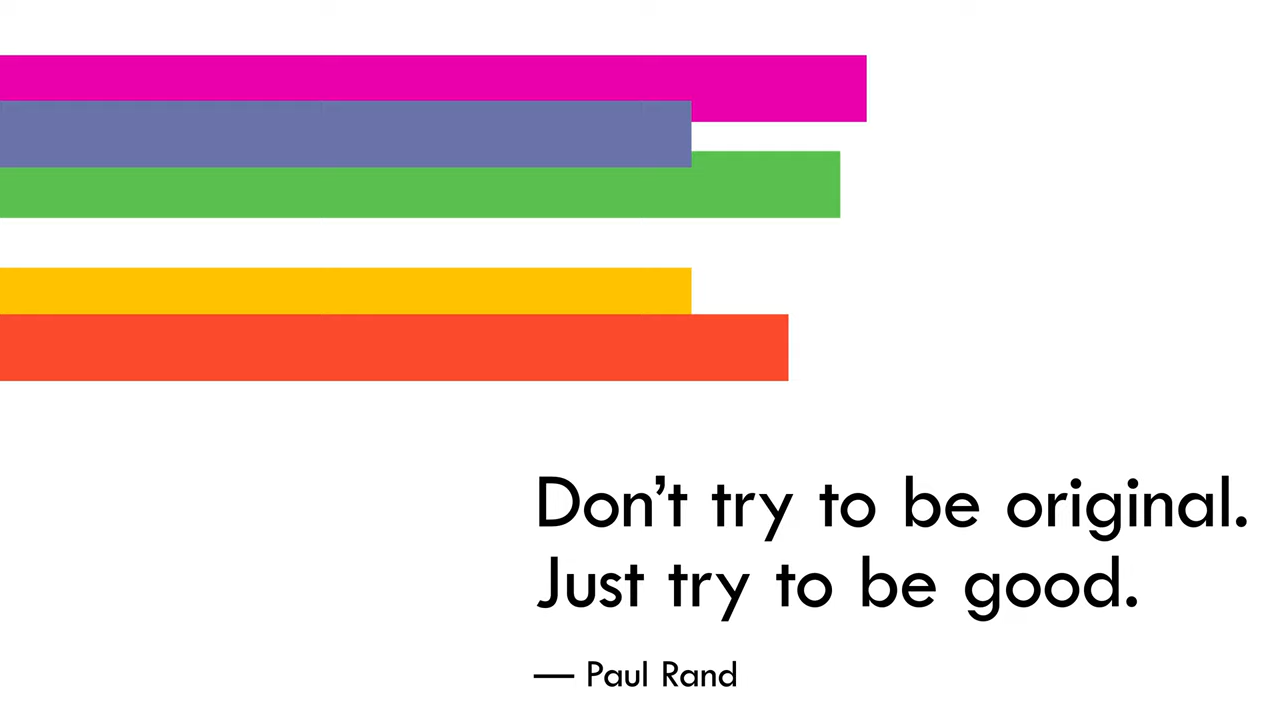 Don’t try to be original.
Just try to be good.
— Paul Rand